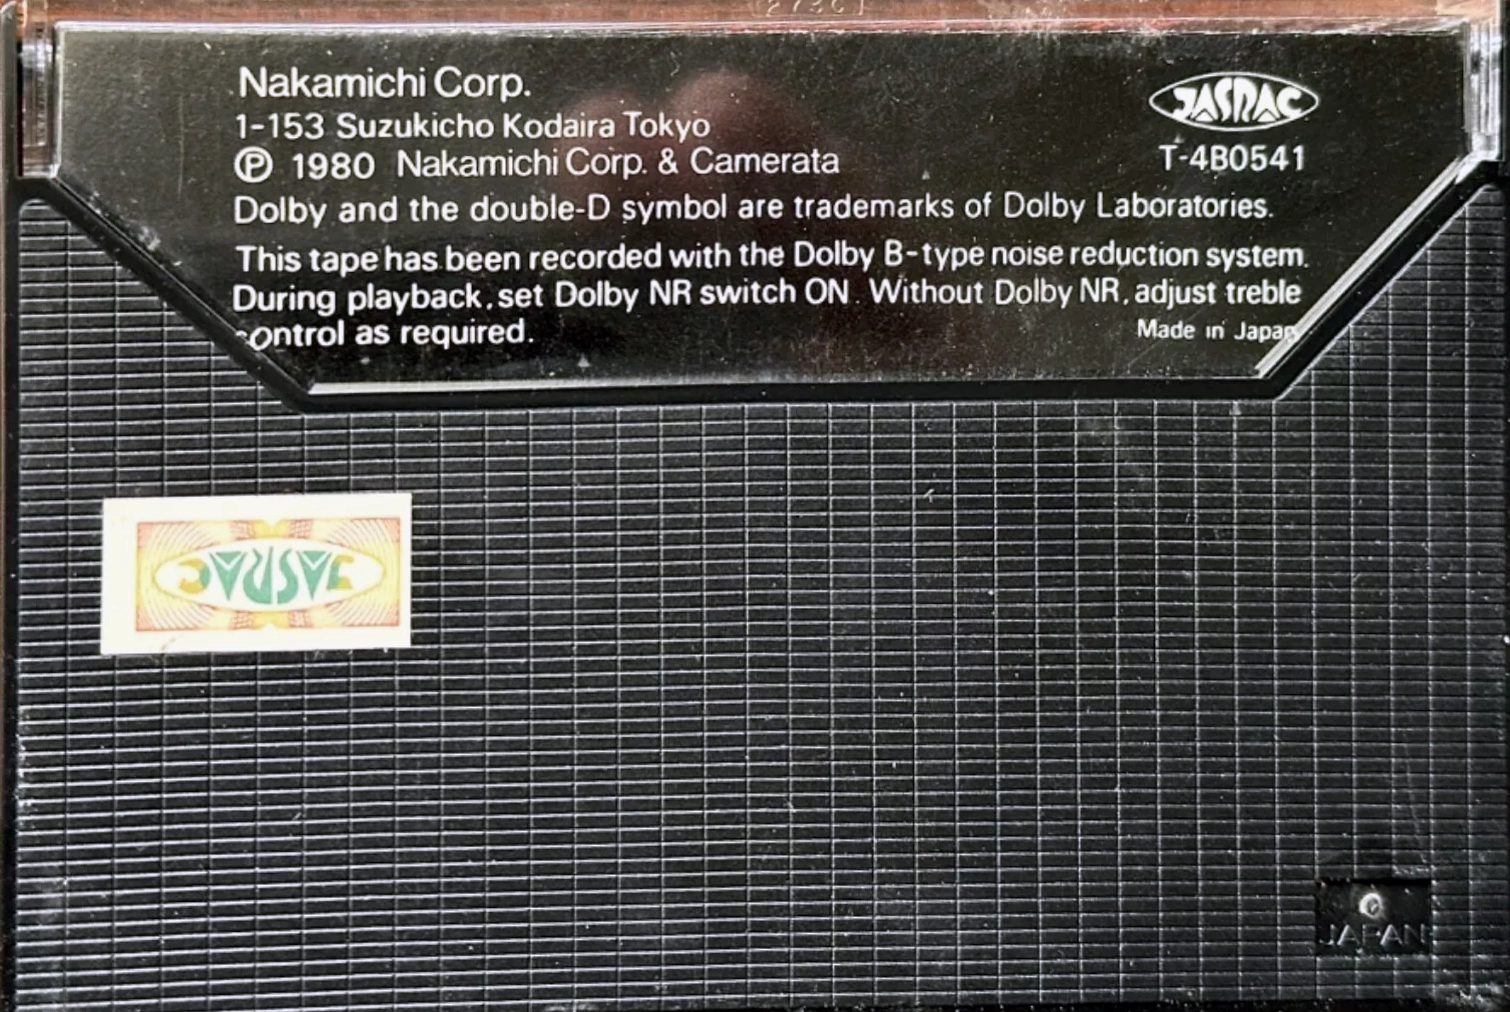 Nakamichi Corp.
1-153 Suzukicho Kodaira Tokyo
Ⓟ 1980 Nakamichi Corp. & Camerata
JASRAC
T-4B0541
Dolby and the double-D symbol are trademarks of Dolby Laboratories.
This tape has been recorded with the Dolby B-type noise reduction system.
During playback, set Dolby NR switch ON. Without Dolby NR, adjust treble
control as required.
Made in Japan
JASRAC
JAPAN